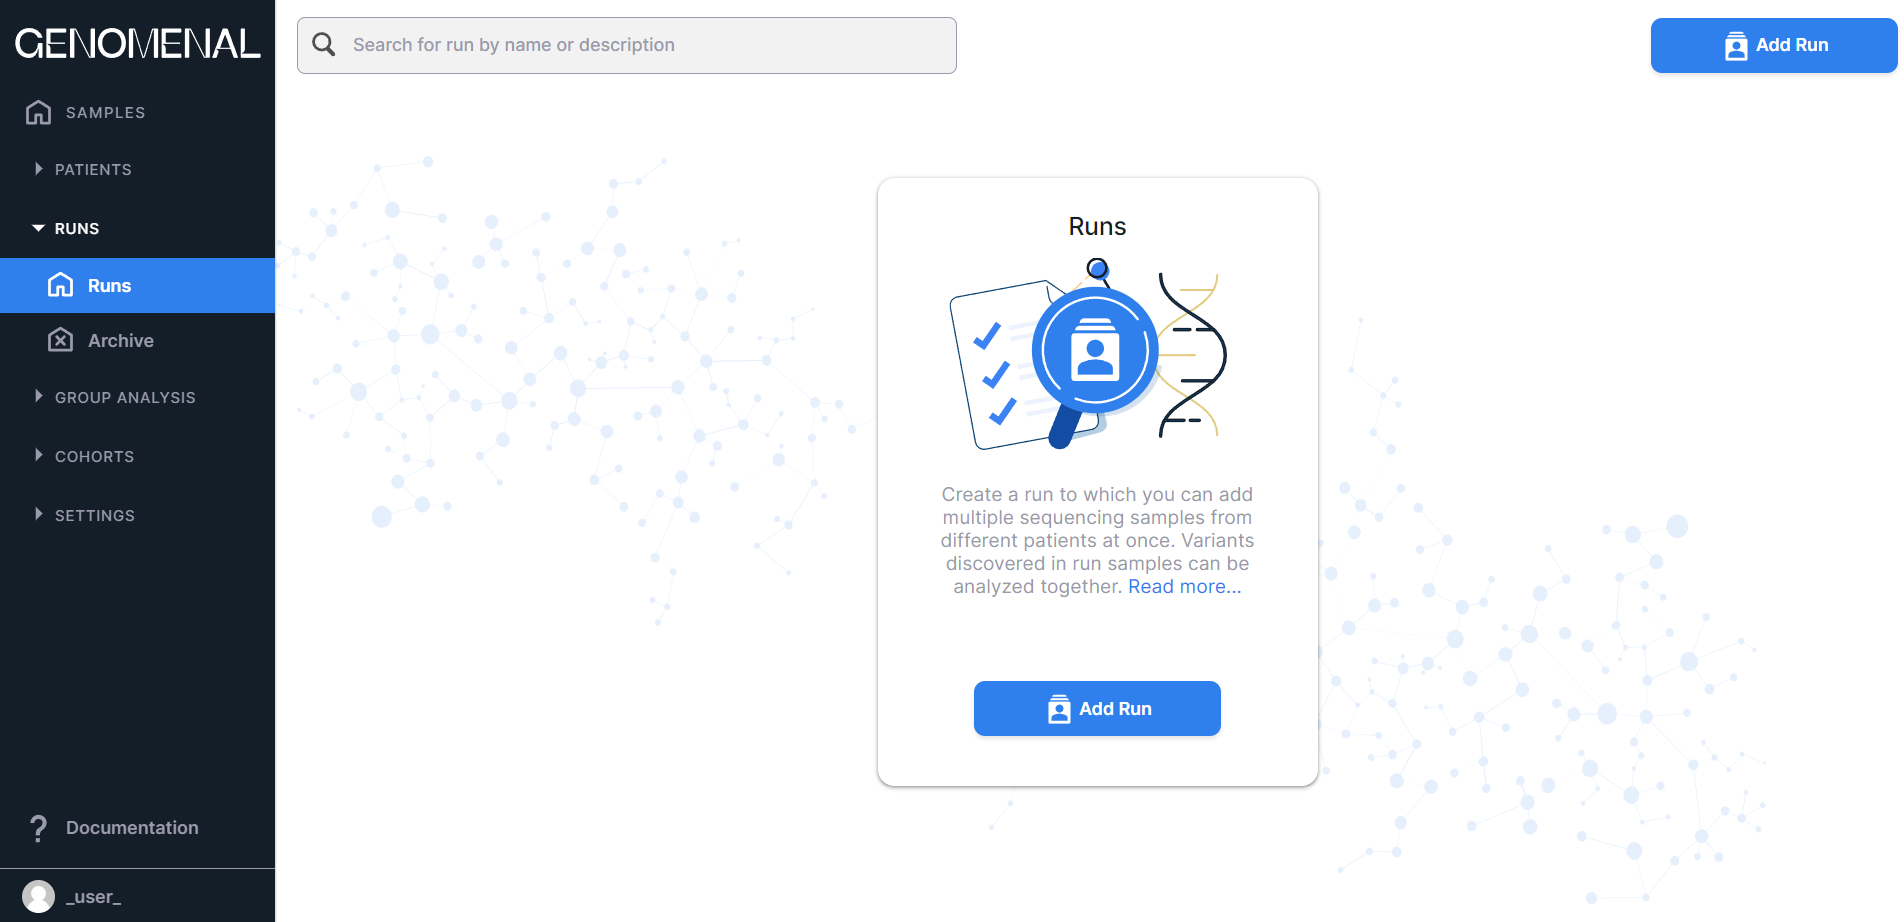 GENOMENAL
Search for run by name or description
Add Run
SAMPLES
PATIENTS
RUNS
Runs
Archive
GROUP ANALYSIS
COHORTS
SETTINGS
Documentation
_user_
Runs
Create a run to which you can add
multiple sequencing samples from
different patients at once. Variants
discovered in run samples can be
analyzed together. Read more...
Add Run